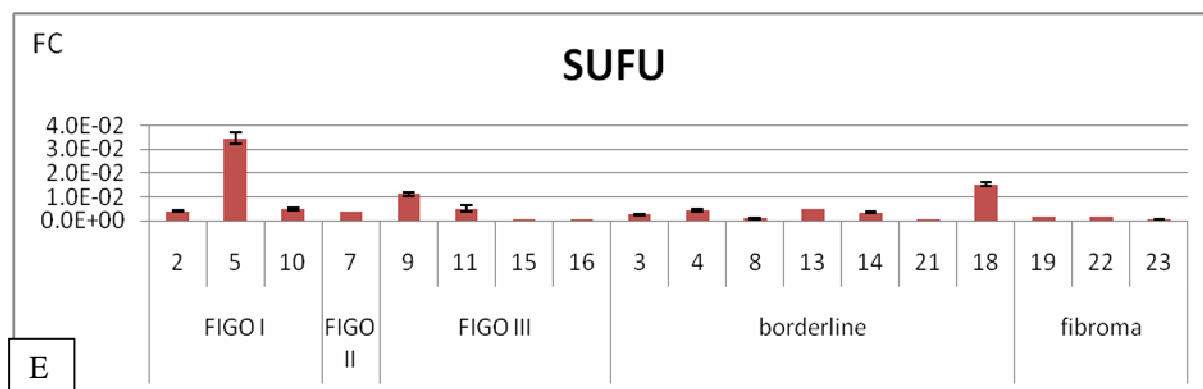 FC
SUFU
4.0E-02
3.0E-02
2.0E-02
1.0E-02
0.0E+00
2 5 10 7 9 11 15 16 3 4 8 13 14 21 18 19 22 23
FIGO I FIGO II FIGO III borderline fibroma
E